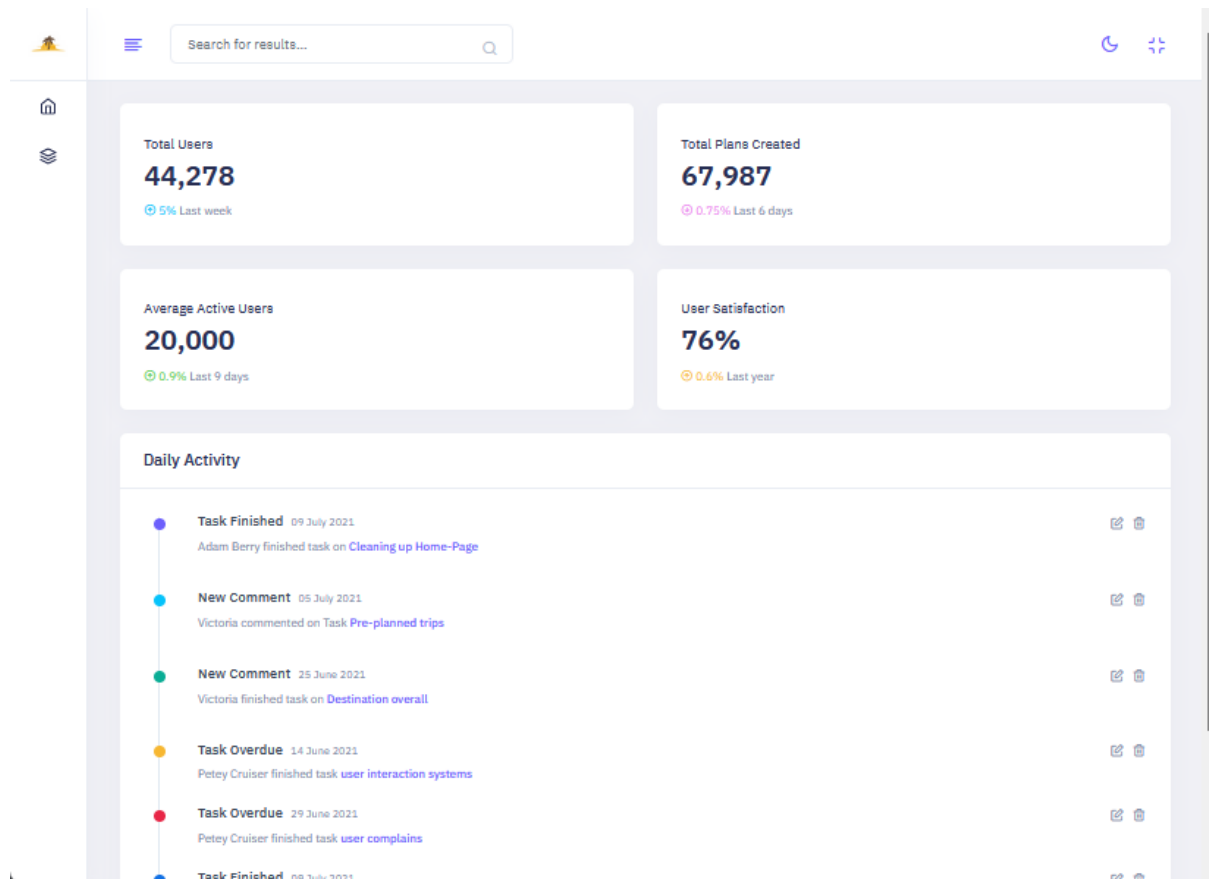 Search for results...
Total Users
44,278
5% Last week
Total Plans Created
67,987
0.75% Last 6 days
Average Active Users
20,000
0.9% Last 9 days
User Satisfaction
76%
0.6% Last year
Daily Activity
Task Finished 09 July 2021
Adam Berry finished task on Cleaning up Home-Page
New Comment 05 July 2021
Victoria commented on Task Pre-planned trips
New Comment 25 June 2021
Victoria finished task on Destination overall
Task Overdue 14 June 2021
Petey Cruiser finished task user interaction systems
Task Overdue 29 June 2021
Petey Cruiser finished task user complains
Task Finished 09 July 2021